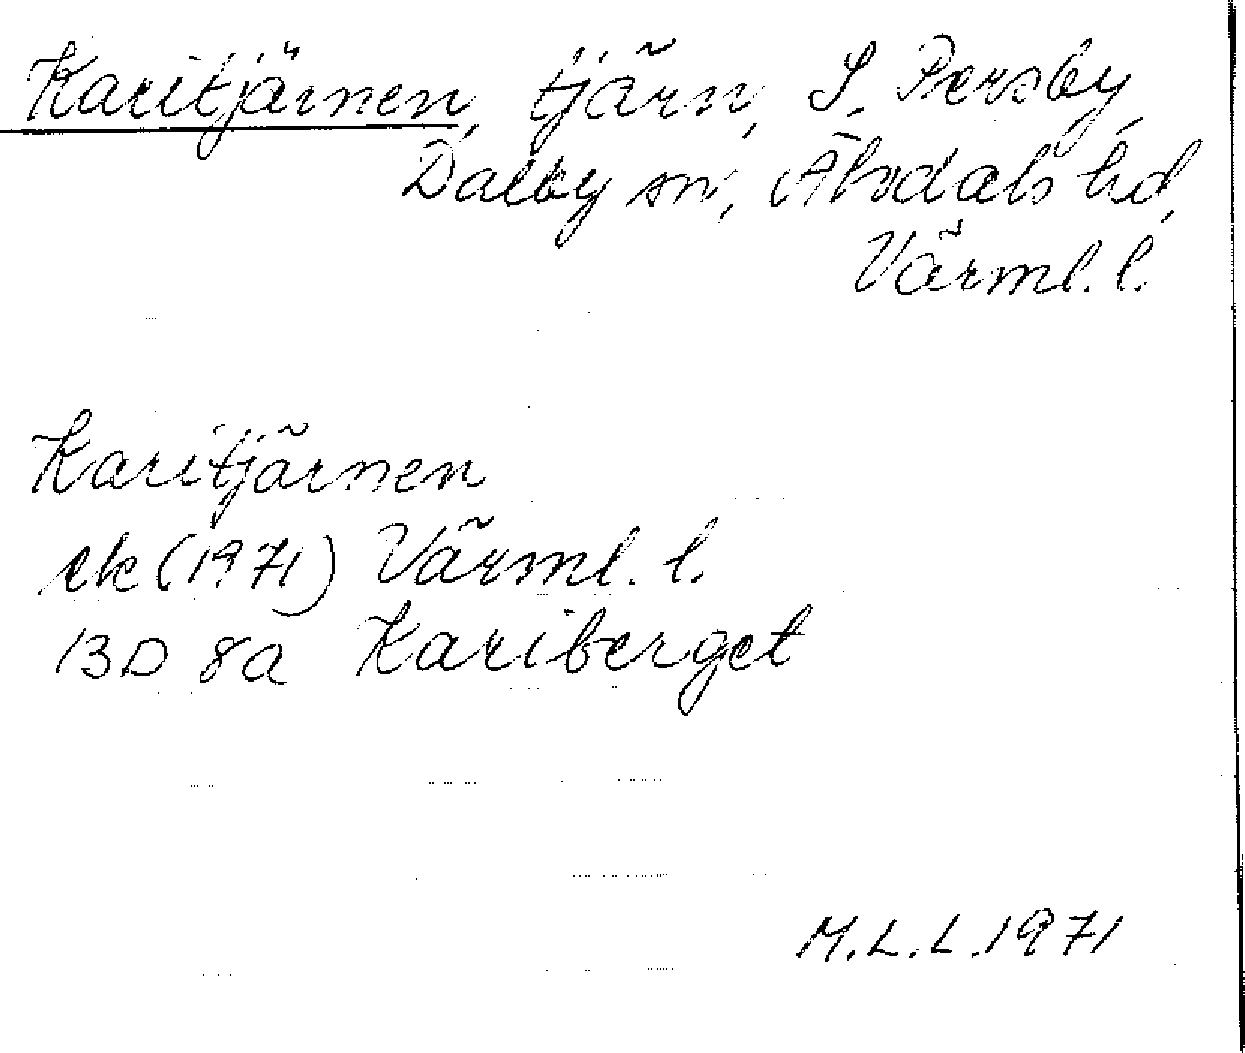 Karitjärnen, tjärn, S. Persby,
Dalby sn, Älvdals hd,
Värml. l.
Karitjärnen
ek (1971) Värml. l.
13D 8a Kariberget
M.L.L. 1971